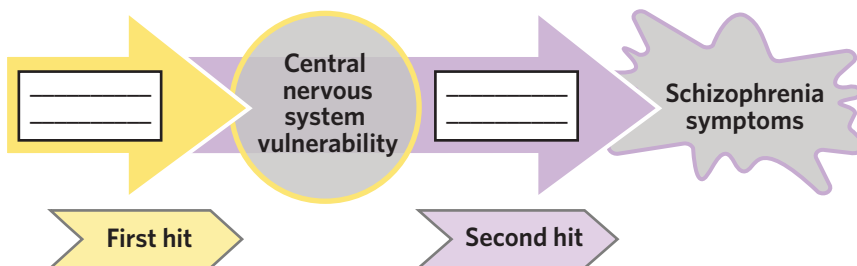 Central
nervous
system
vulnerability
Schizophrenia
symptoms
First hit
Second hit